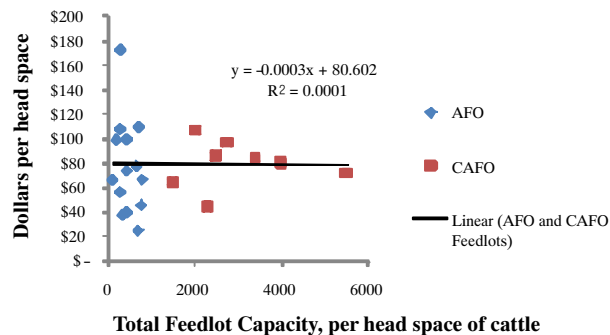 $200
$180
$160
$140
$120
$100
$80
$60
$40
$20
$-
Dollars per head space
y = -0.0003x + 80.602
R² = 0.0001
AFO
CAFO
Linear (AFO and CAFO
Feedlots)
0 2000 4000 6000
Total Feedlot Capacity, per head space of cattle